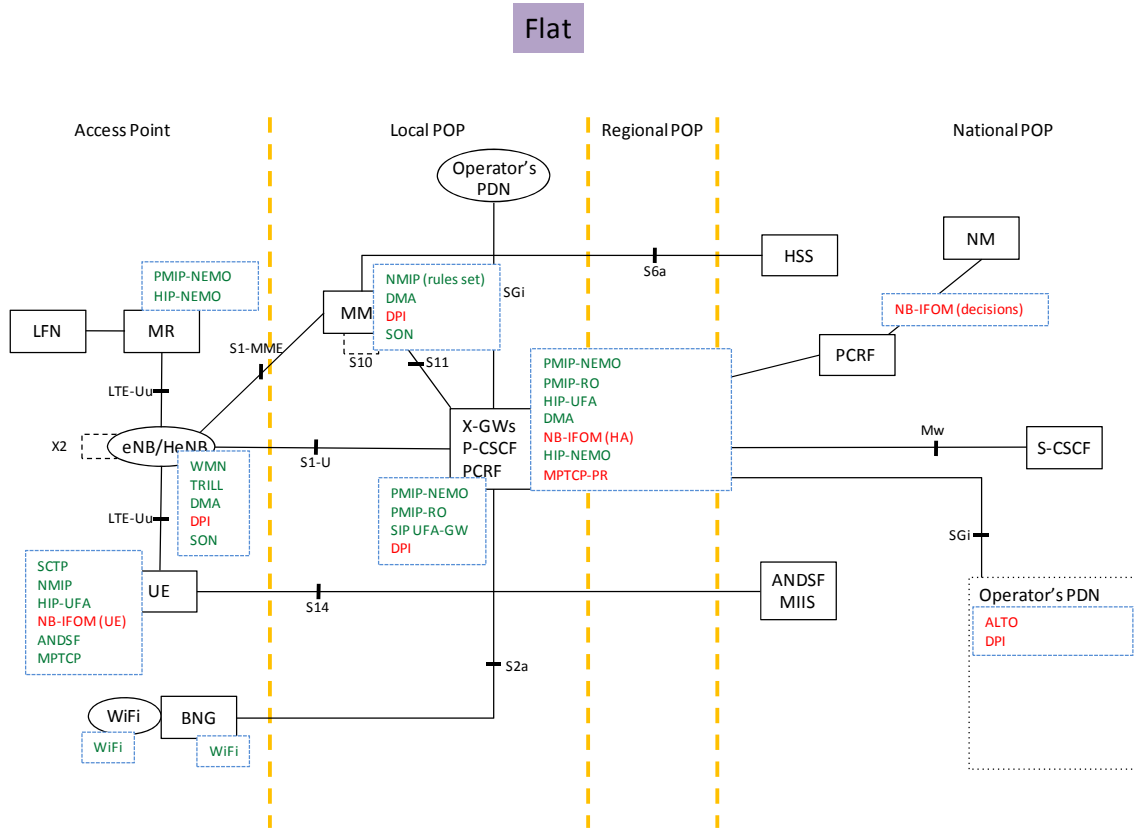 Flat
Access Point
Local POP
Regional POP
National POP
Operator's
PDN
NM
HSS
S6a
PMIP-NEMO
HIP-NEMO
NMIP (rules set)
DMA
DPI
SON
SGi
MM
NB-IFOM (decisions)
LFN
MR
S1-MME
S10
S11
PCRF
LTE-Uu
PMIP-NEMO
PMIP-RO
HIP-UFA
DMA
NB-IFOM (HA)
HIP-NEMO
MPTCP-PR
X2
eNB/HeNB
S1-U
X-GWs
P-CSCF
PCRF
Mw
S-CSCF
WMN
TRILL
DMA
DPI
SON
PMIP-NEMO
PMIP-RO
SIP UFA-GW
DPI
LTE-Uu
SGi
SCTP
NMIP
HIP-UFA
NB-IFOM (UE)
ANDSF
MPTCP
UE
S14
ANDSF
MIIS
Operator's PDN
ALTO
DPI
S2a
WiFi
BNG
WiFi
WiFi